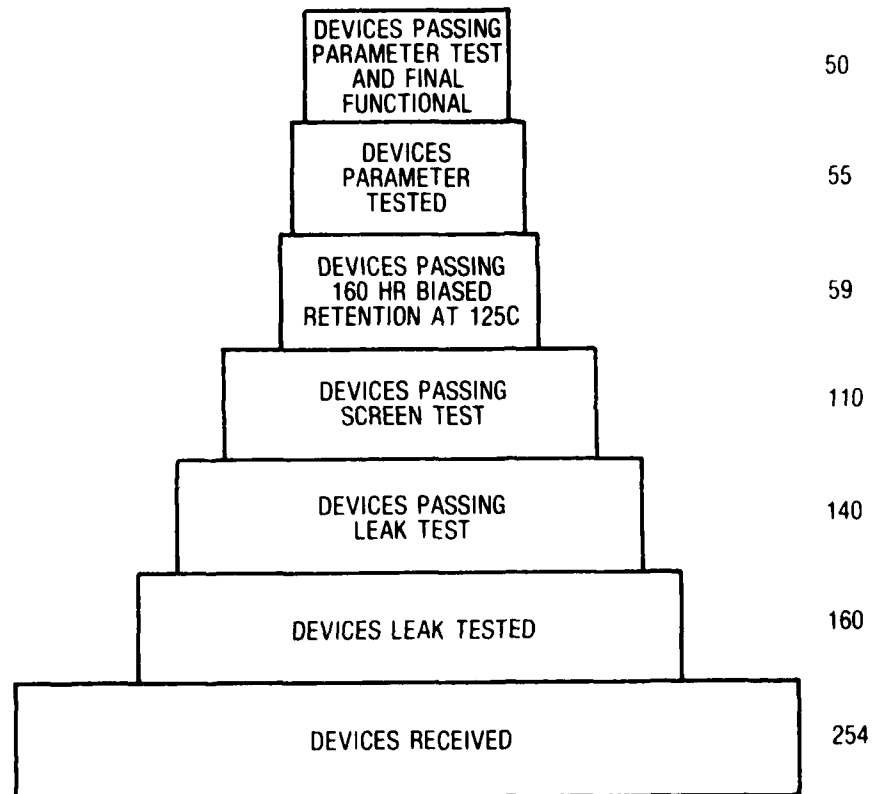 DEVICES PASSING
PARAMETER TEST
AND FINAL
FUNCTIONAL
50
DEVICES
PARAMETER
TESTED
55
DEVICES PASSING
160 HR BIASED
RETENTION AT 125C
59
DEVICES PASSING
SCREEN TEST
110
DEVICES PASSING
LEAK TEST
140
DEVICES LEAK TESTED
160
DEVICES RECEIVED
254